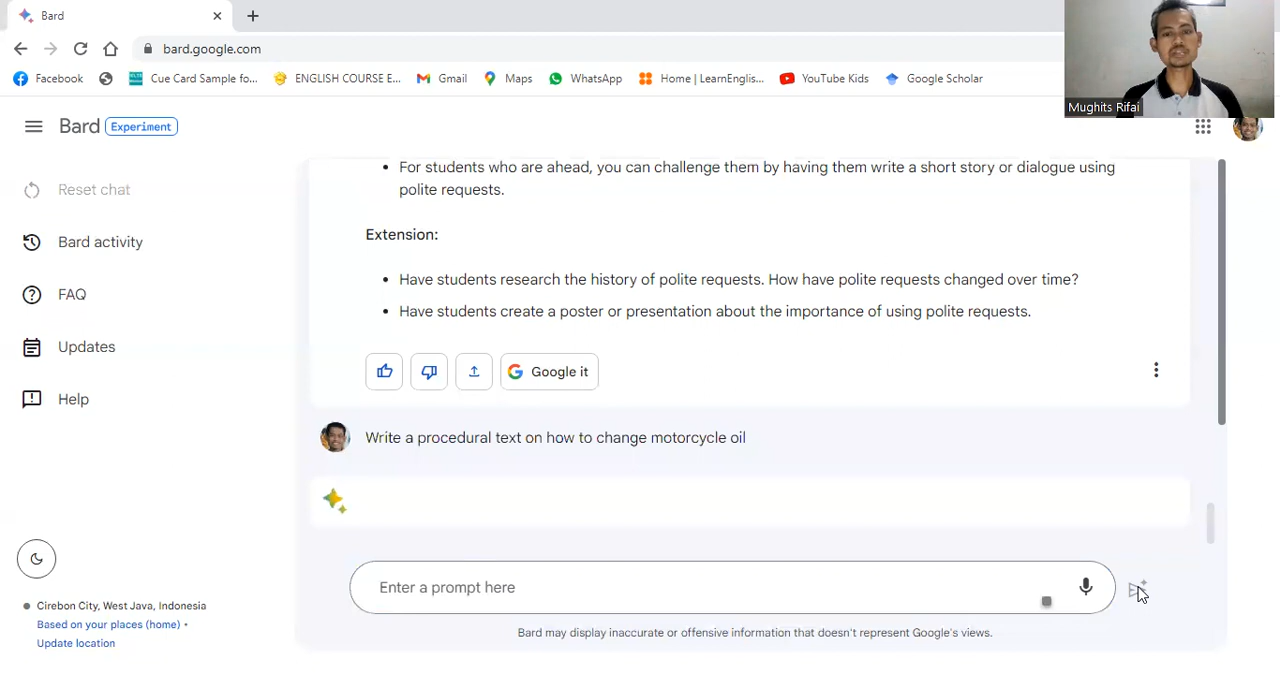 Bard
bard.google.com
Facebook
Cue Card Sample fo...
ENGLISH COURSE E...
Gmail
Maps
WhatsApp
Home | LearnEnglis...
YouTube Kids
Google Scholar
Mughits Rifai
Bard Experiment
Reset chat
Bard activity
FAQ
Updates
Help
• For students who are ahead, you can challenge them by having them write a short story or dialogue using
polite requests.
Extension:
• Have students research the history of polite requests. How have polite requests changed over time?
• Have students create a poster or presentation about the importance of using polite requests.
Google it
Write a procedural text on how to change motorcycle oil
Enter a prompt here
Bard may display inaccurate or offensive information that doesn't represent Google's views.
Cirebon City, West Java, Indonesia
Based on your places (home) •
Update location